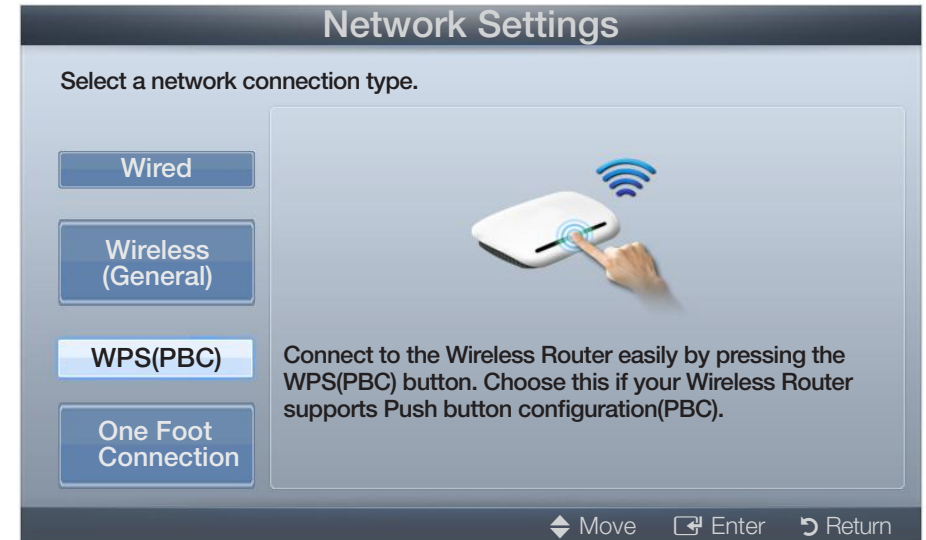 Network Settings
Select a network connection type.
Wired
Wireless
(General)
WPS(PBC)
One Foot
Connection
Connect to the Wireless Router easily by pressing the
WPS(PBC) button. Choose this if your Wireless Router
supports Push button configuration(PBC).
Move Enter Return